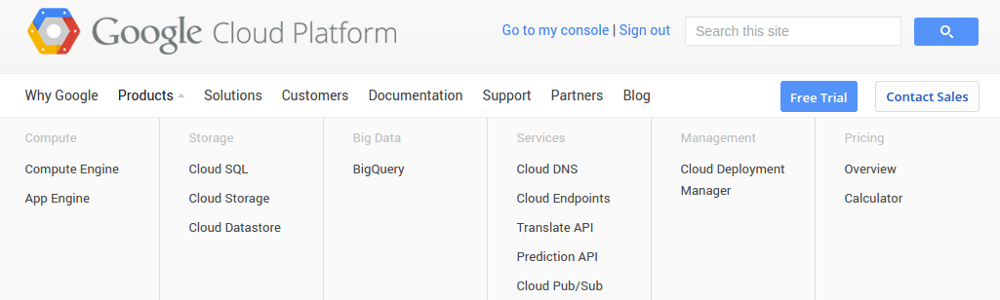 Google Cloud Platform
Go to my console | Sign out
Search this site
Why Google Products Solutions Customers Documentation Support Partners Blog
Free Trial
Contact Sales
Compute
Compute Engine
App Engine
Storage
Cloud SQL
Cloud Storage
Cloud Datastore
Big Data
BigQuery
Services
Cloud DNS
Cloud Endpoints
Translate API
Prediction API
Cloud Pub/Sub
Management
Cloud Deployment
Manager
Pricing
Overview
Calculator